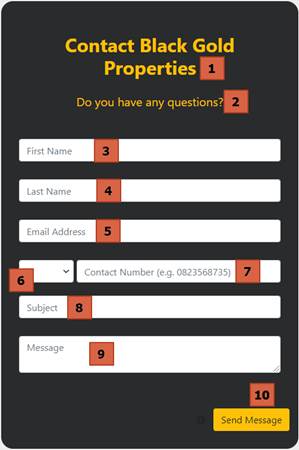 Contact Black Gold
Properties 1
Do you have any questions? 2
First Name 3
Last Name 4
Email Address 5
6
Contact Number (e.g. 0823568735) 7
Subject 8
Message 9
10
Send Message